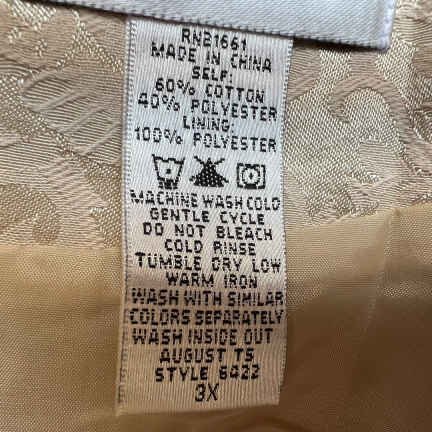 RN21661
MADE IN CHINA
SELF:
60% COTTON
40% POLYESTER
LINING:
100% POLYESTER
MACHINE WASH COLD
GENTLE CYCLE
DO NOT BLEACH
COLD RINSE
TUMBLE DRY LOW
WARM IRON
WASH WITH SIMILAR
COLORS SEPARATELY
WASH INSIDE OUT
AUGUST TS
STYLE 6422
3X